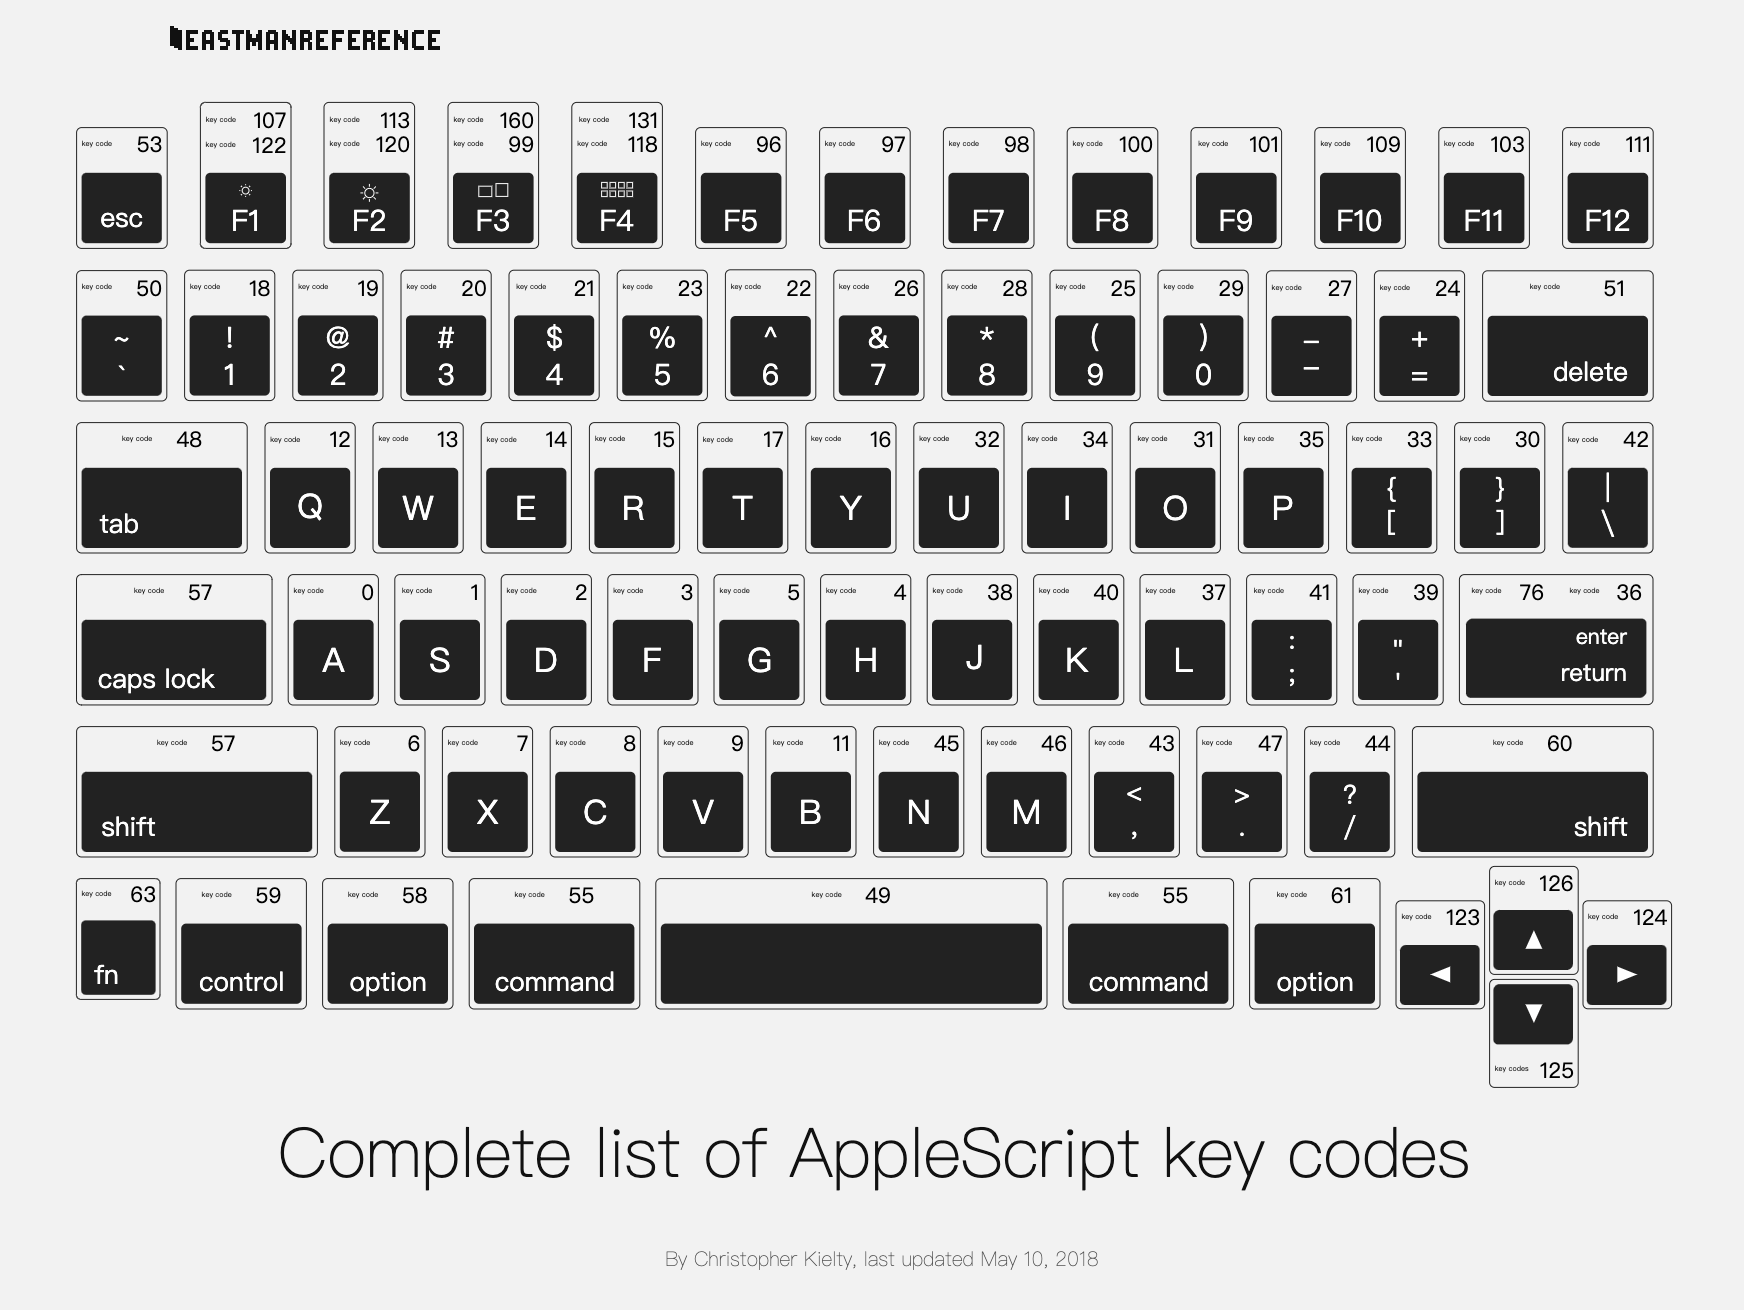 EASTMANREFERENCE
key code 107 key code 113 key code 160 key code 131
key code 53 key code 122 key code 120 key code 99 key code 118 key code 96 key code 97 key code 98 key code 100 key code 101 key code 109 key code 103 key code 111
esc F1 F2 F3 F4 F5 F6 F7 F8 F9 F10 F11 F12
key code 50 key code 18 key code 19 key code 20 key code 21 key code 23 key code 22 key code 26 key code 28 key code 25 key code 29 key code 27 key code 24 key code 51
~ ! @ # $ % ^ & * ( ) – +
` 1 2 3 4 5 6 7 8 9 0 – = delete
key code 48 key code 12 key code 13 key code 14 key code 15 key code 17 key code 16 key code 32 key code 34 key code 31 key code 35 key code 33 key code 30 key code 42
{ } |
tab Q W E R T Y U I O P [ ] \
key code 57 key code 0 key code 1 key code 2 key code 3 key code 5 key code 4 key code 38 key code 40 key code 37 key code 41 key code 39 key code 76 key code 36
: " enter
caps lock A S D F G H J K L ; ' return
key code 57 key code 6 key code 7 key code 8 key code 9 key code 11 key code 45 key code 46 key code 43 key code 47 key code 44 key code 60
< > ?
shift Z X C V B N M , . / shift
key code 63 key code 59 key code 58 key code 55 key code 49 key code 55 key code 61 key code 123 key code 126 key code 124
fn control option command command option ◀ ▲ ▶
▼
key codes 125
Complete list of AppleScript key codes
By Christopher Kielty, last updated May 10, 2018